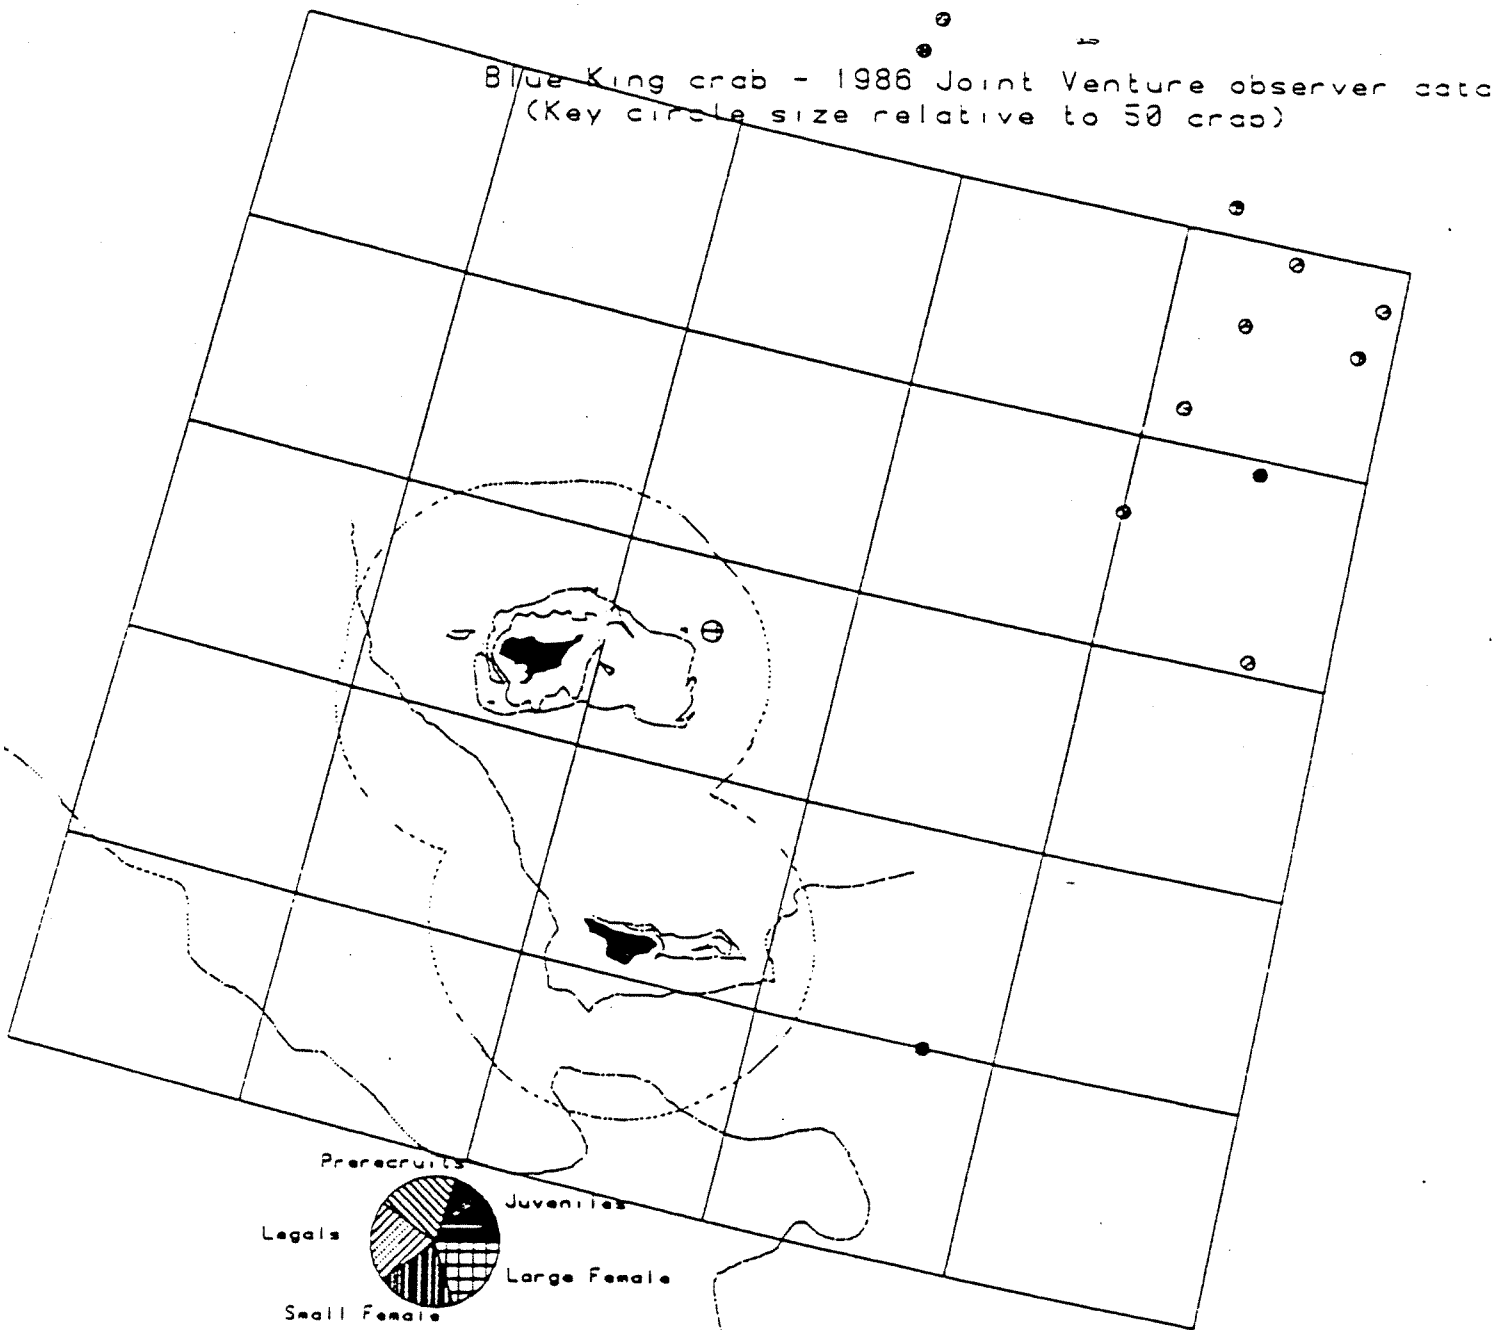 Blue King crab - 1986 Joint Venture observer data
(Key circle size relative to 50 crab)
Prerecruits
Juveniles
Legals
Large Female
Small Female